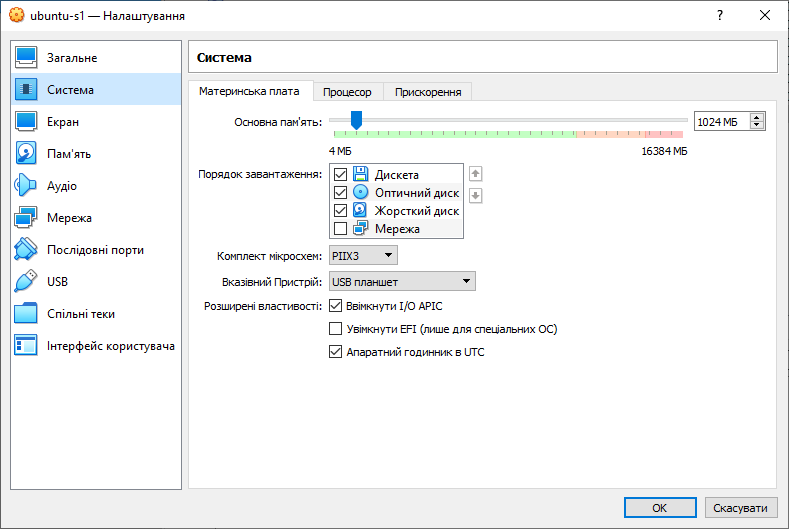 ubuntu-s1 — Налаштування
?
Загальне
Система
Екран
Пам'ять
Аудіо
Мережа
Послідовні порти
USB
Спільні теки
Інтерфейс користувача
Система
Материнська плата
Процесор
Прискорення
Основна пам'ять:
1024 МБ
4 МБ
16384 МБ
Порядок завантаження:
Дискета
Оптичний диск
Жорсткий диск
Мережа
Комплект мікросхем:
PIIX3
Вказівний Пристрій:
USB планшет
Розширені властивості:
Ввімкнути I/O APIC
Увімкнути EFI (лише для спеціальних ОС)
Апаратний годинник в UTC
OK
Скасувати